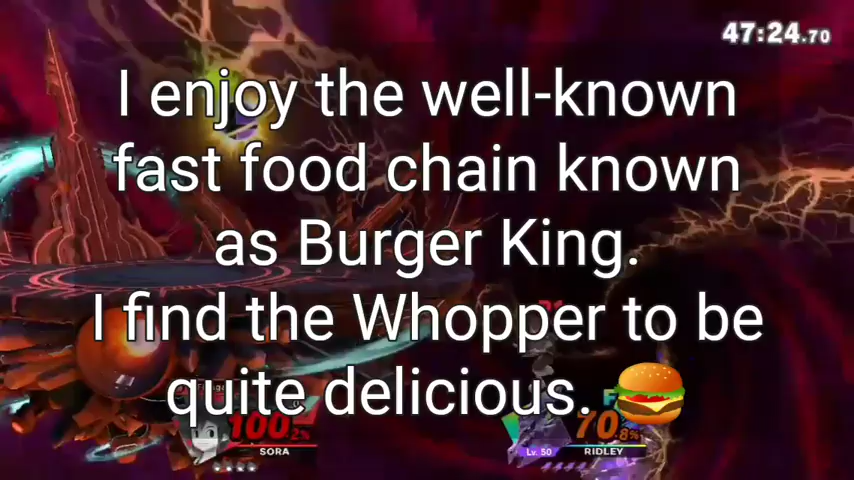 47:24.70
I enjoy the well-known
fast food chain known
as Burger King.
I find the Whopper to be
quite delicious. 🍔
100.2%
SORA
70.8%
Lv. 50
RIDLEY